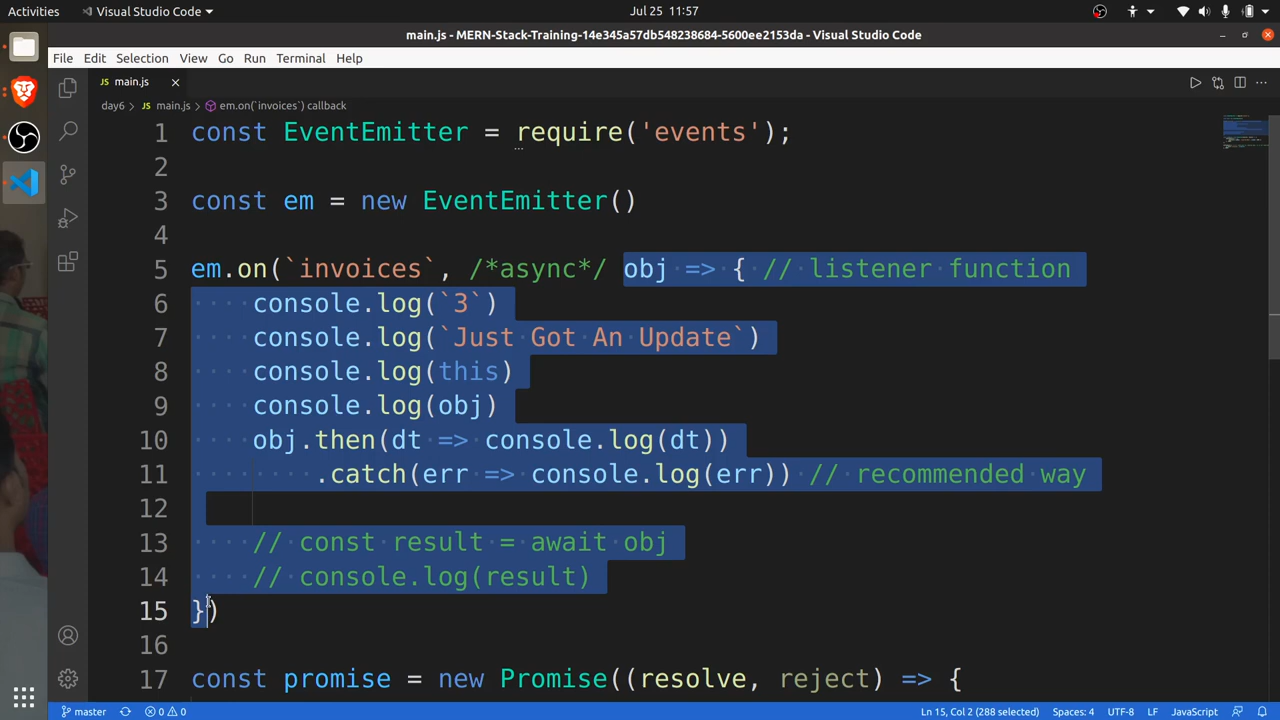 Activities
Visual Studio Code
Jul 25 11:57
main.js - MERN-Stack-Training-14e345a57db548238684-5600ee2153da - Visual Studio Code
File Edit Selection View Go Run Terminal Help
main.js
day6 > main.js > em.on(`invoices`) callback
1 const EventEmitter = require('events');
2
3 const em = new EventEmitter()
4
5 em.on(`invoices`, /*async*/ obj => { // listener function
6 console.log(`3`)
7 console.log(`Just Got An Update`)
8 console.log(this)
9 console.log(obj)
10 obj.then(dt => console.log(dt))
11 .catch(err => console.log(err)) // recommended way
12
13 // const result = await obj
14 // console.log(result)
15 })
16
17 const promise = new Promise((resolve, reject) => {
master 0 0 Ln 15, Col 2 (288 selected) Spaces: 4 UTF-8 LF JavaScript